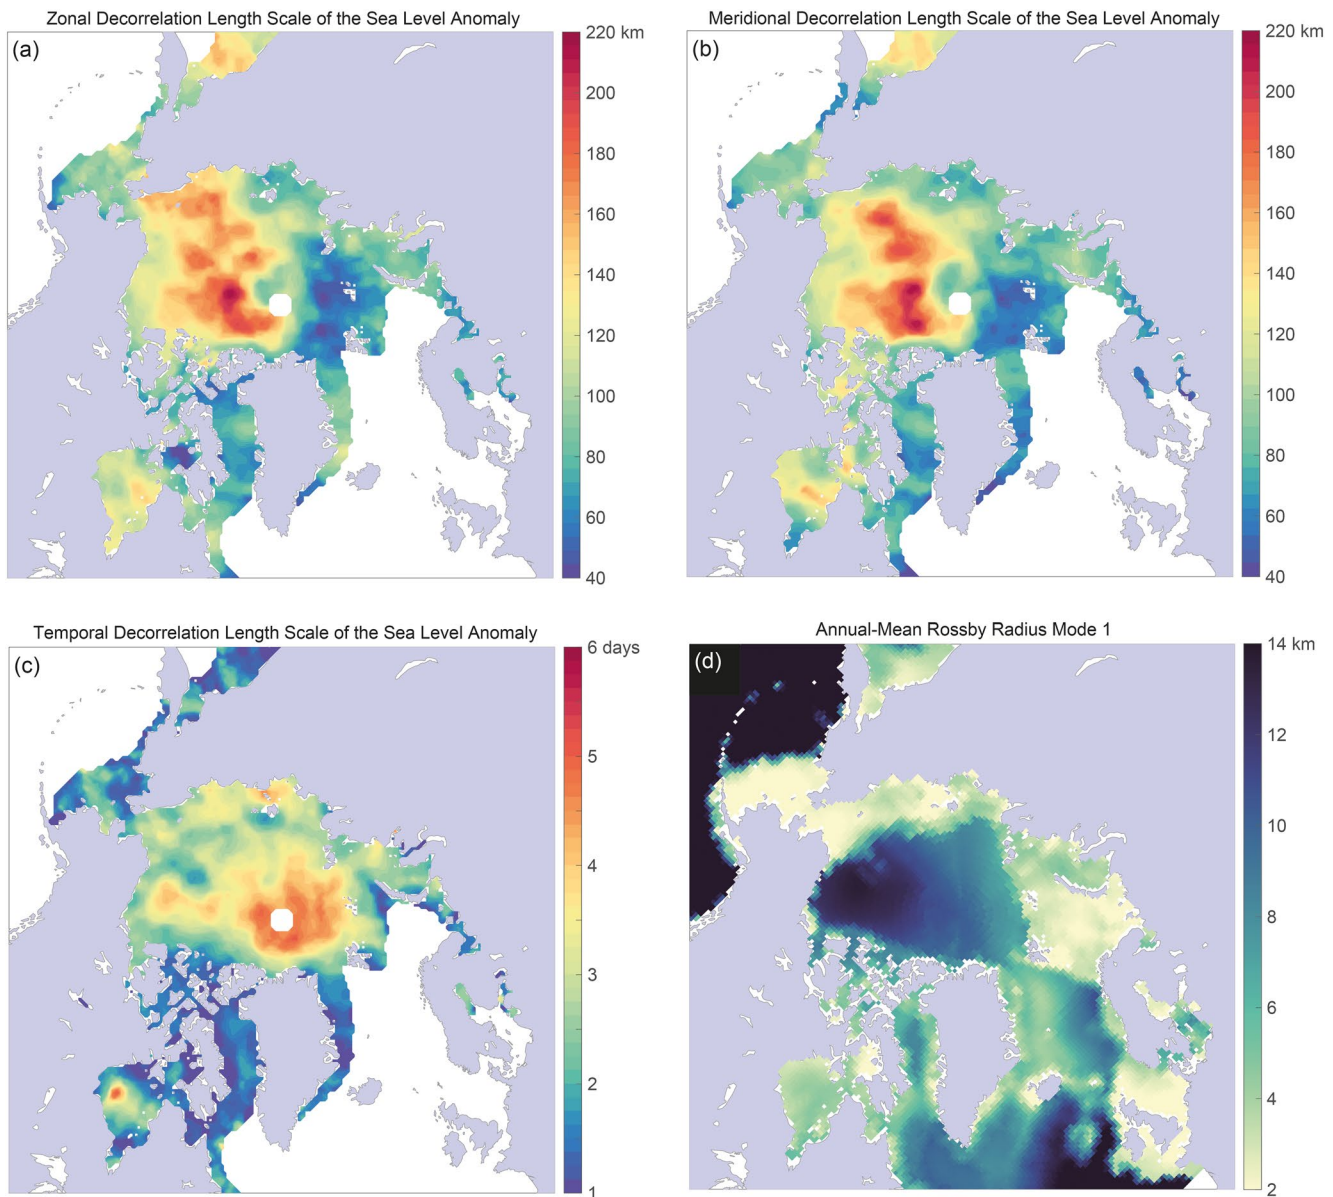 Zonal Decorrelation Length Scale of the Sea Level Anomaly
(a)
220 km
200
180
160
140
120
100
80
60
40
Meridional Decorrelation Length Scale of the Sea Level Anomaly
(b)
220 km
200
180
160
140
120
100
80
60
40
Temporal Decorrelation Length Scale of the Sea Level Anomaly
(c)
6 days
5
4
3
2
1
Annual-Mean Rossby Radius Mode 1
(d)
14 km
12
10
8
6
4
2